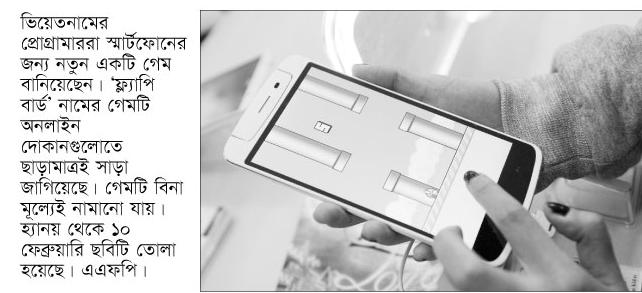 ভিয়েতনামের
প্রোগ্রামাররা স্মার্টফোনের
জন্য নতুন একটি গেম
বানিয়েছেন। ‘ফ্ল্যাপি
বার্ড’ নামের গেমটি
অনলাইন
দোকানগুলোতে
ছাড়ামাত্রই সাড়া
জাগিয়েছে। গেমটি বিনা
মূল্যেই নামানো যায়।
হ্যানয় থেকে ১০
ফেব্রুয়ারি ছবিটি তোলা
হয়েছে। এএফপি।